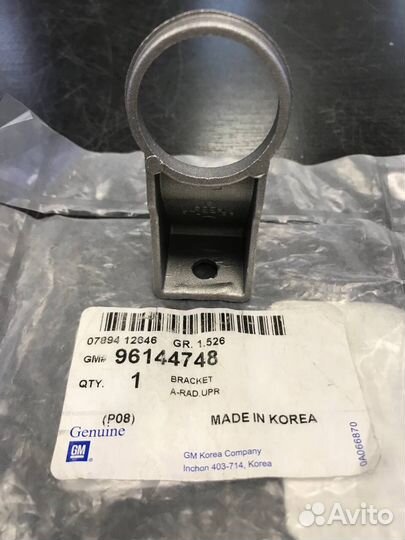 07894 12846 GR. 1.526
GM# 96144748
QTY. 1 BRACKET
A-RAD,UPR
(P08) MADE IN KOREA
Genuine
GM
GM Korea Company
Inchon 403-714, Korea
0A066870
Avito